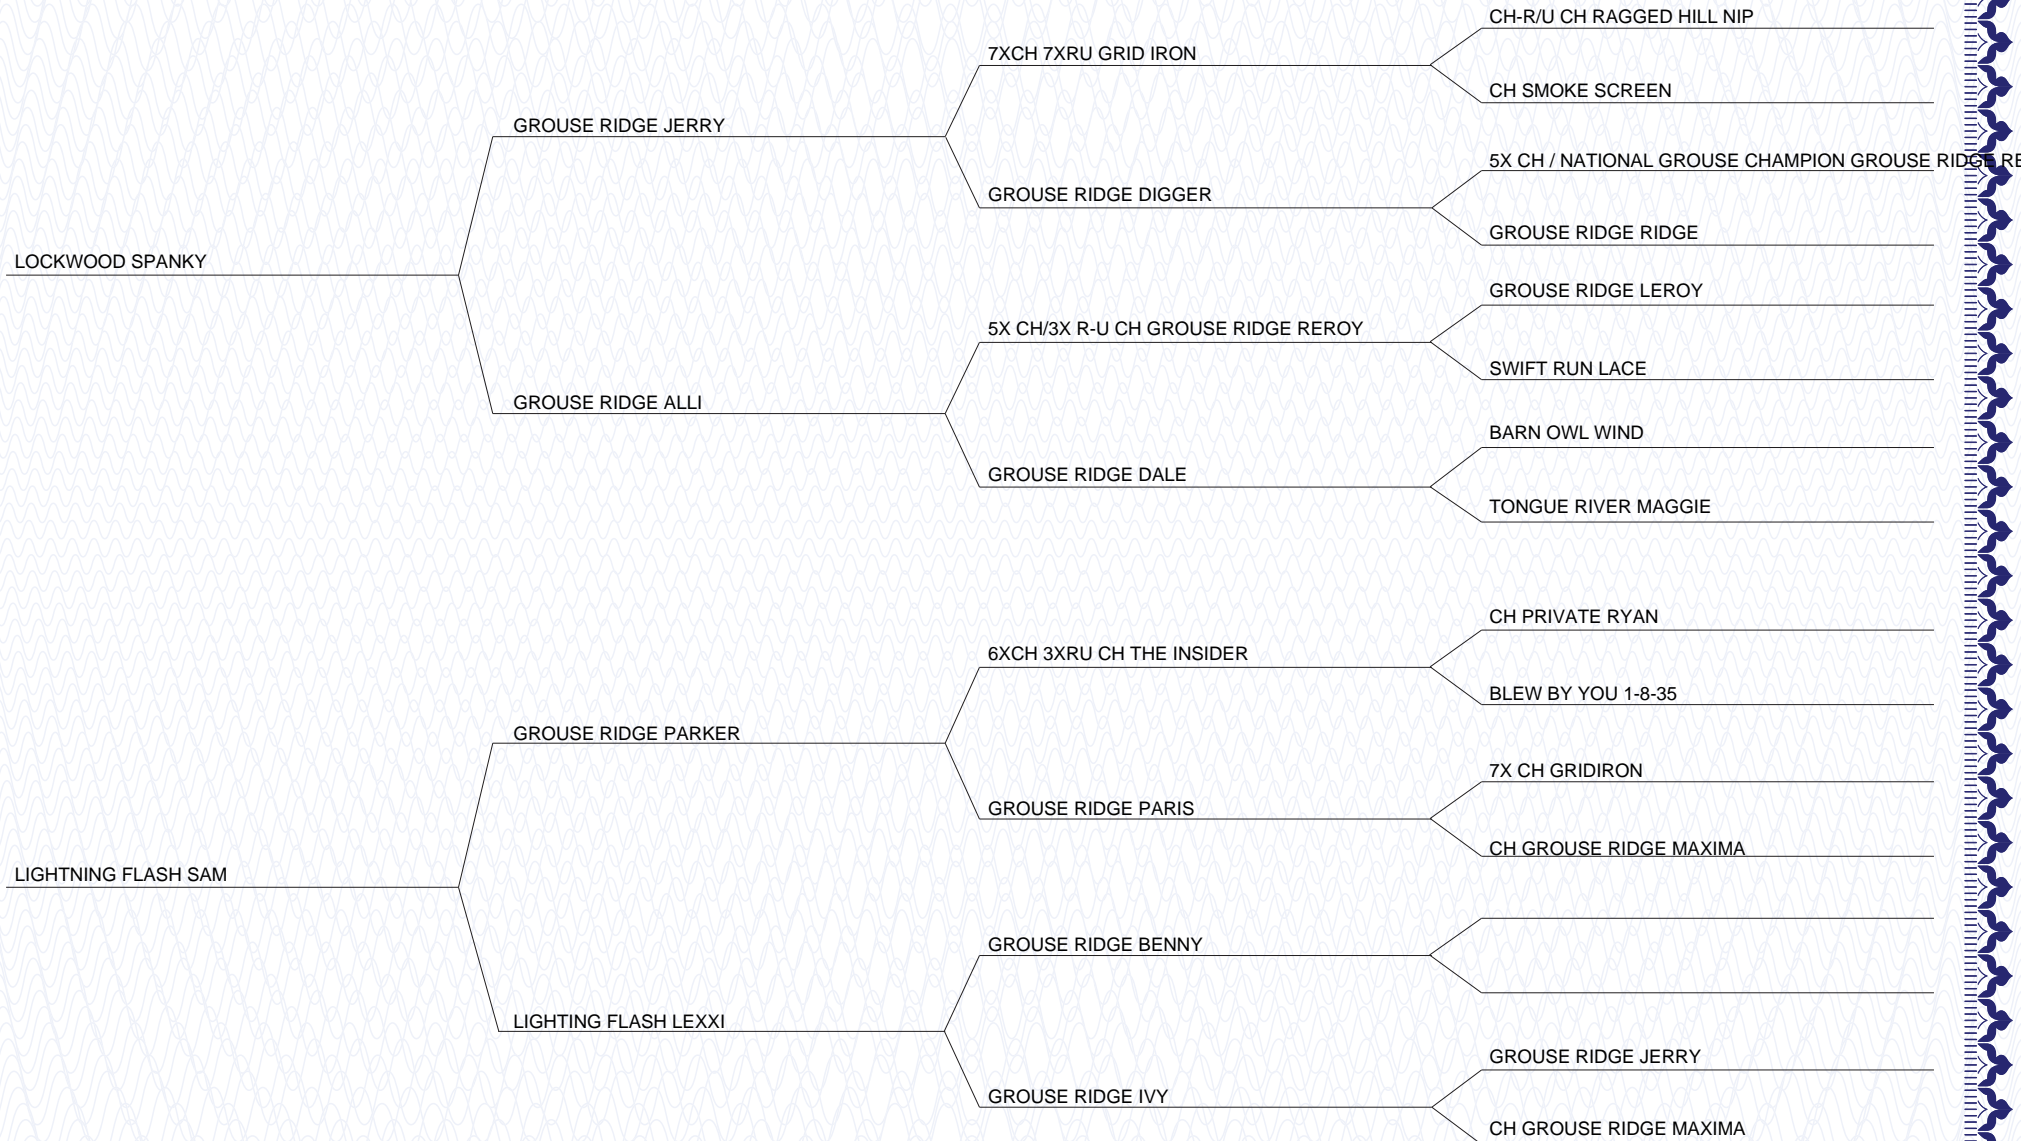 CH-R/U CH RAGGED HILL NIP
7XCH 7XRU GRID IRON
CH SMOKE SCREEN
GROUSE RIDGE JERRY
5X CH / NATIONAL GROUSE CHAMPION GROUSE RIDGE RE
GROUSE RIDGE DIGGER
GROUSE RIDGE RIDGE
LOCKWOOD SPANKY
GROUSE RIDGE LEROY
5X CH/3X R-U CH GROUSE RIDGE REROY
SWIFT RUN LACE
GROUSE RIDGE ALLI
BARN OWL WIND
GROUSE RIDGE DALE
TONGUE RIVER MAGGIE
CH PRIVATE RYAN
6XCH 3XRU CH THE INSIDER
BLEW BY YOU 1-8-35
GROUSE RIDGE PARKER
7X CH GRIDIRON
GROUSE RIDGE PARIS
CH GROUSE RIDGE MAXIMA
LIGHTNING FLASH SAM
GROUSE RIDGE BENNY
LIGHTING FLASH LEXXI
GROUSE RIDGE JERRY
GROUSE RIDGE IVY
CH GROUSE RIDGE MAXIMA